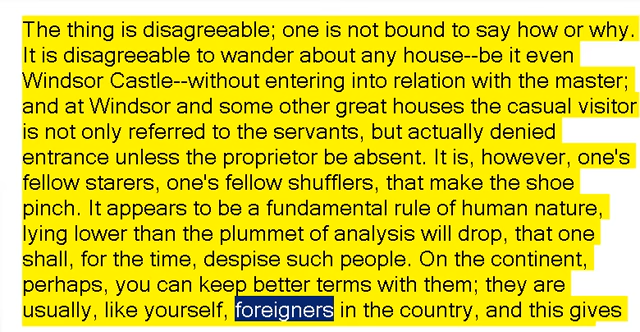 The thing is disagreeable; one is not bound to say how or why.
It is disagreeable to wander about any house--be it even
Windsor Castle--without entering into relation with the master;
and at Windsor and some other great houses the casual visitor
is not only referred to the servants, but actually denied
entrance unless the proprietor be absent. It is, however, one's
fellow starers, one's fellow shufflers, that make the shoe
pinch. It appears to be a fundamental rule of human nature,
lying lower than the plummet of analysis will drop, that one
shall, for the time, despise such people. On the continent,
perhaps, you can keep better terms with them; they are
usually, like yourself, foreigners in the country, and this gives